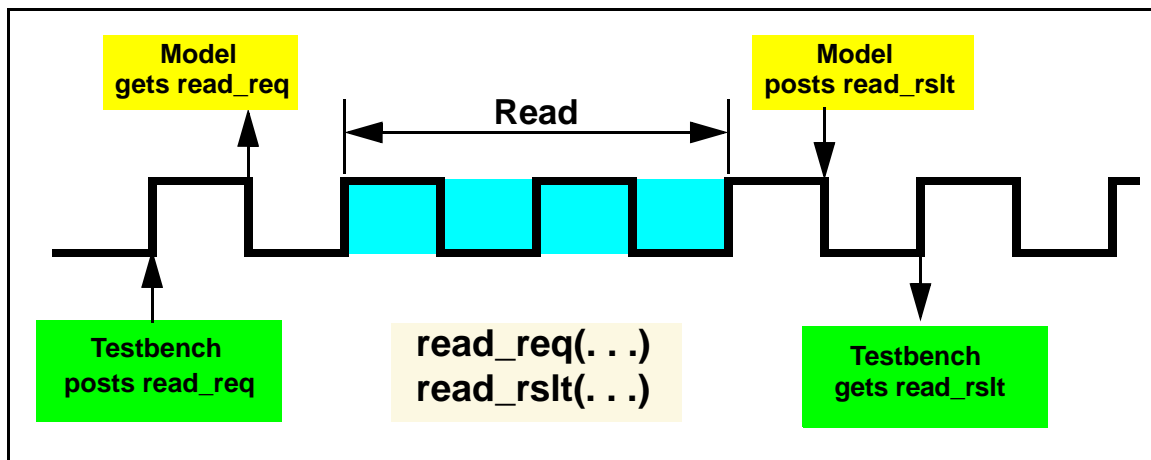 Model
gets read_req
Model
posts read_rslt
Read
Testbench
posts read_req
read_req(. . .)
read_rslt(. . .)
Testbench
gets read_rslt